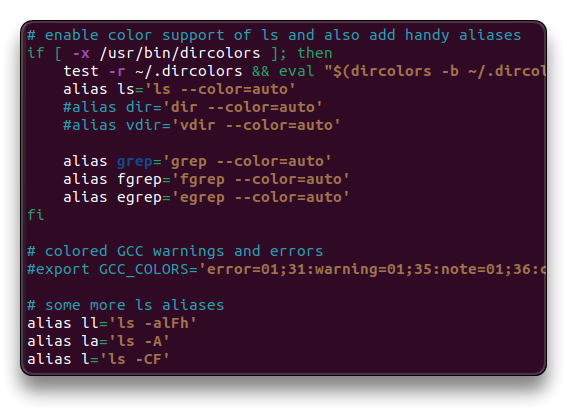 # enable color support of ls and also add handy aliases
if [ -x /usr/bin/dircolors ]; then
    test -r ~/.dircolors && eval "$(dircolors -b ~/.dircol
    alias ls='ls --color=auto'
    #alias dir='dir --color=auto'
    #alias vdir='vdir --color=auto'
    alias grep='grep --color=auto'
    alias fgrep='fgrep --color=auto'
    alias egrep='egrep --color=auto'
fi
# colored GCC warnings and errors
#export GCC_COLORS='error=01;31:warning=01;35:note=01;36:c
# some more ls aliases
alias ll='ls -alFh'
alias la='ls -A'
alias l='ls -CF'